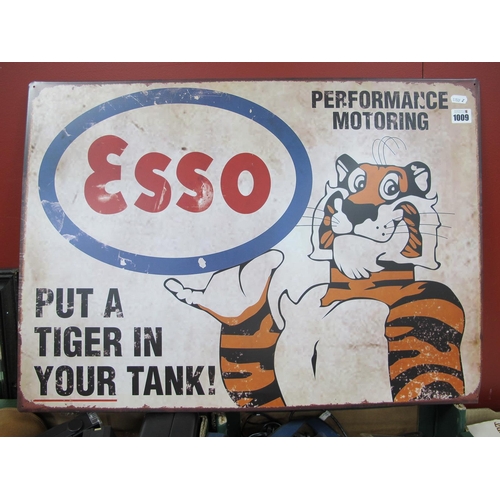 PERFORMANCE
MOTORING
1009
Esso
PUT A
TIGER IN
YOUR TANK!